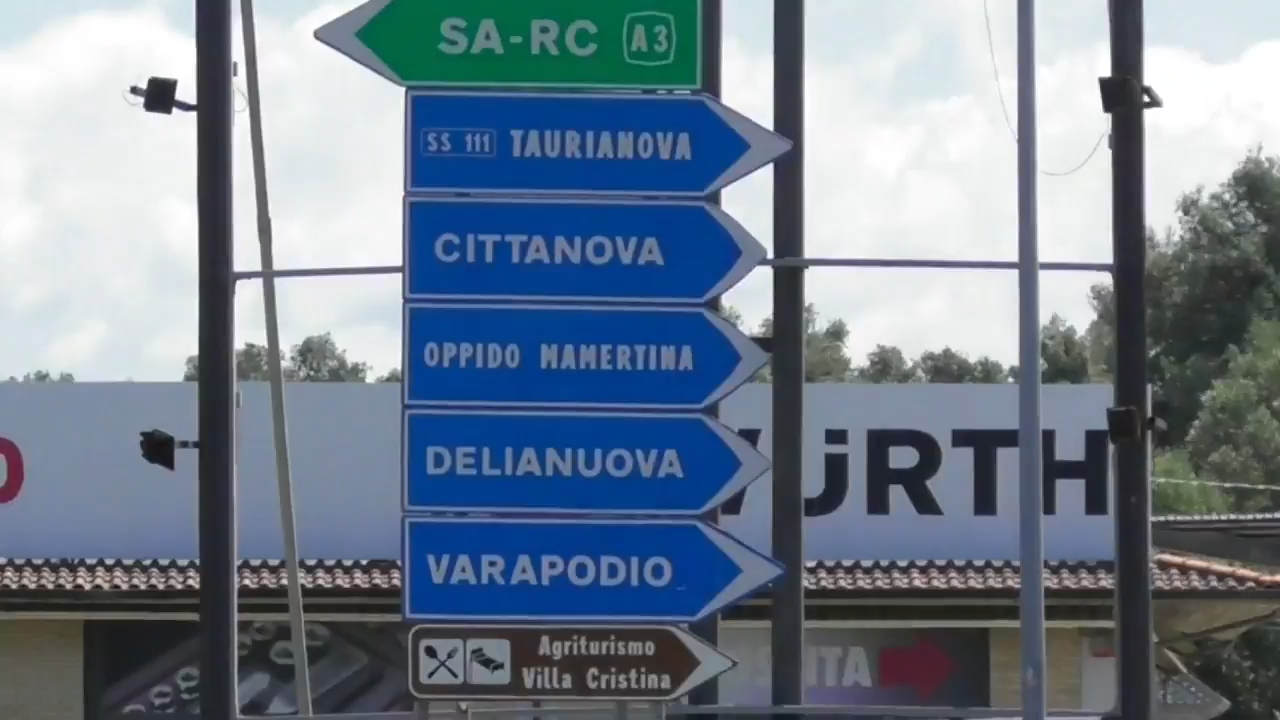 SA-RC A3
SS 111 TAURIANOVA
CITTANOVA
OPPIDO MAMERTINA
DELIANUOVA
WÜRTH
VARAPODIO
Agriturismo
Villa Cristina